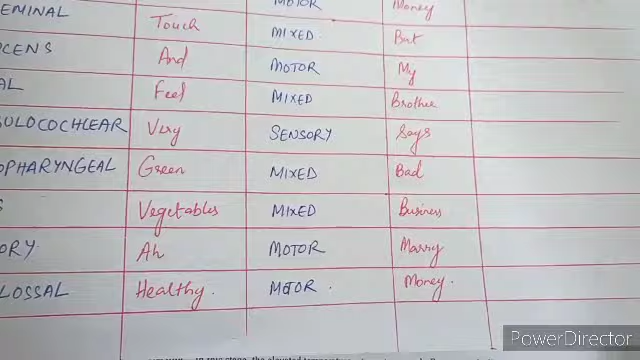 EMINAL Touch MOTOR Money
CENS And MIXED But
AL Feel MOTOR My
ULOCOCHLEAR Very MIXED Brother
OPHARYNGEAL Green SENSORY Says
S Vegetables MIXED Bad
ORY Ah MIXED Business
LOSSAL Healthy. MOTOR Marry
MOTOR. Money.
PowerDirector